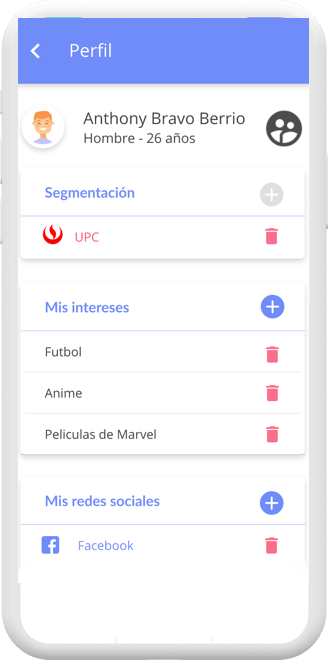 Perfil
Anthony Bravo Berrio
Hombre - 26 años
Segmentación
UPC
Mis intereses
Futbol
Anime
Peliculas de Marvel
Mis redes sociales
Facebook